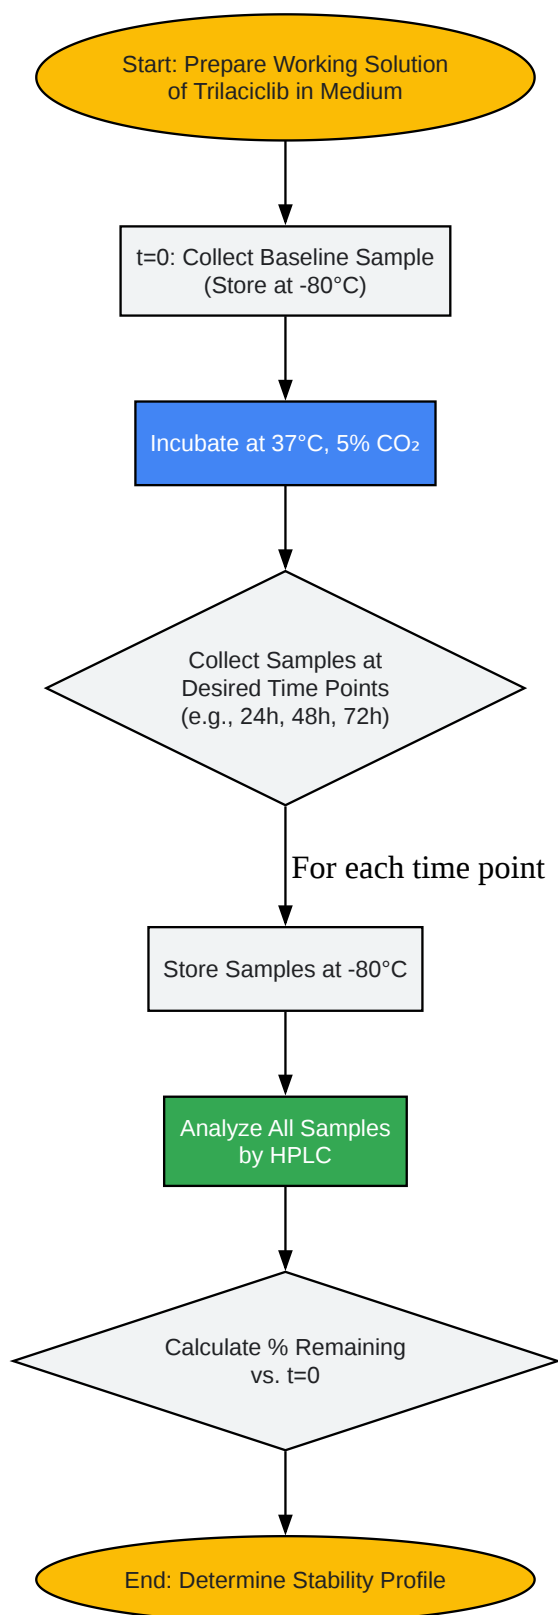 Start: Prepare Working Solution
of Trilaciclib in Medium
t=0: Collect Baseline Sample
(Store at -80°C)
Incubate at 37°C, 5% CO₂
Collect Samples at
Desired Time Points
(e.g., 24h, 48h, 72h)
For each time point
Store Samples at -80°C
Analyze All Samples
by HPLC
Calculate % Remaining
vs. t=0
End: Determine Stability Profile